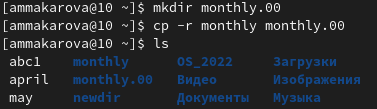 [ammakarova@10 ~]$ mkdir monthly.00
[ammakarova@10 ~]$ cp -r monthly monthly.00
[ammakarova@10 ~]$ ls
abc1 monthly OS_2022 Загрузки
april monthly.00 Видео Изображения
may newdir Документы Музыка